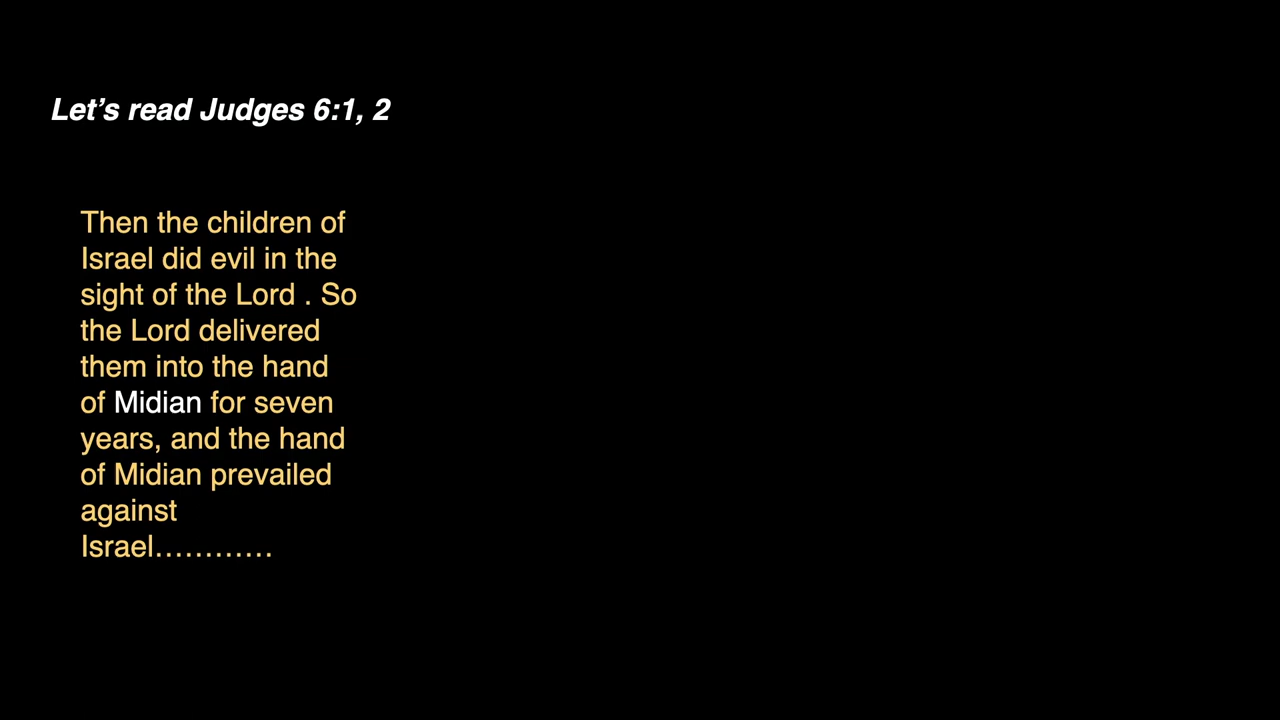 Let’s read Judges 6:1, 2
Then the children of
Israel did evil in the
sight of the Lord . So
the Lord delivered
them into the hand
of Midian for seven
years, and the hand
of Midian prevailed
against
Israel…………